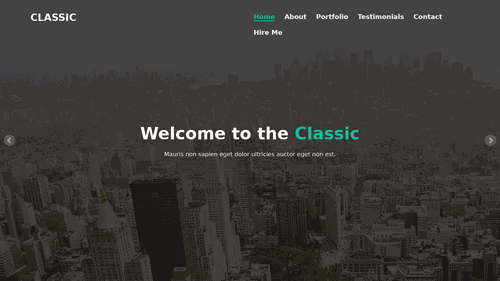 CLASSIC
Home About Portfolio Testimonials Contact
Hire Me
Welcome to the Classic
Mauris non sapien eget dolor ultricies auctor eget non est.